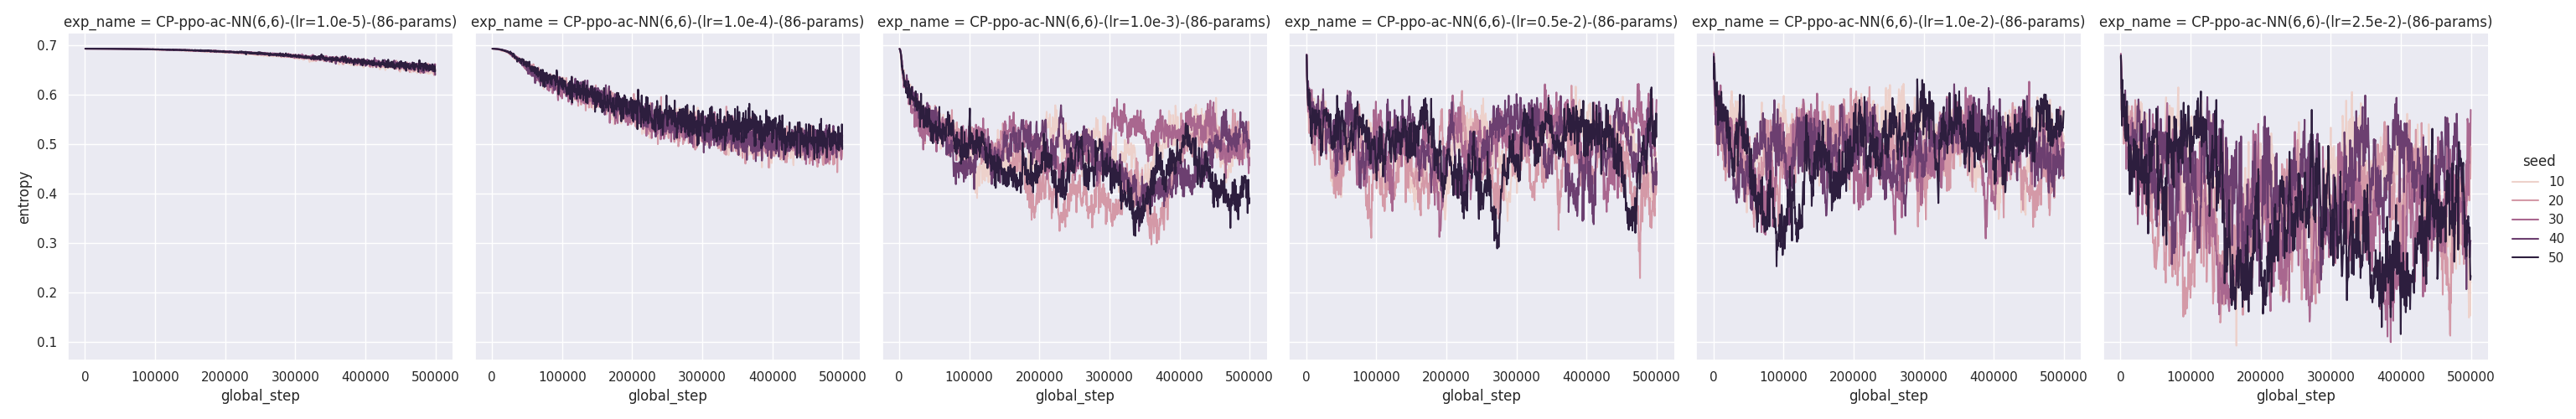 exp_name = CP-ppo-ac-NN(6,6)-(lr=1.0e-5)-(86-params)
exp_name = CP-ppo-ac-NN(6,6)-(lr=1.0e-4)-(86-params)
exp_name = CP-ppo-ac-NN(6,6)-(lr=1.0e-3)-(86-params)
exp_name = CP-ppo-ac-NN(6,6)-(lr=0.5e-2)-(86-params)
exp_name = CP-ppo-ac-NN(6,6)-(lr=1.0e-2)-(86-params)
exp_name = CP-ppo-ac-NN(6,6)-(lr=2.5e-2)-(86-params)
entropy
0.7
0.6
0.5
0.4
0.3
0.2
0.1
0 100000 200000 300000 400000 500000
global_step
0 100000 200000 300000 400000 500000
global_step
0 100000 200000 300000 400000 500000
global_step
0 100000 200000 300000 400000 500000
global_step
0 100000 200000 300000 400000 500000
global_step
0 100000 200000 300000 400000 500000
global_step
seed
10
20
30
40
50